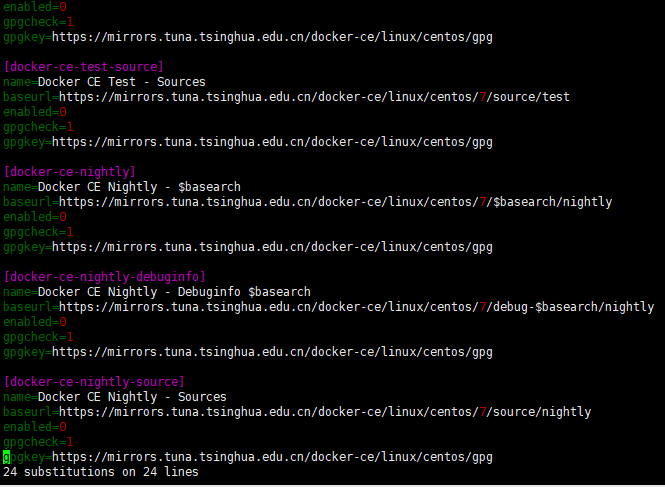 enabled=0
gpgcheck=1
gpgkey=https://mirrors.tuna.tsinghua.edu.cn/docker-ce/linux/centos/gpg
[docker-ce-test-source]
name=Docker CE Test - Sources
baseurl=https://mirrors.tuna.tsinghua.edu.cn/docker-ce/linux/centos/7/source/test
enabled=0
gpgcheck=1
gpgkey=https://mirrors.tuna.tsinghua.edu.cn/docker-ce/linux/centos/gpg
[docker-ce-nightly]
name=Docker CE Nightly - $basearch
baseurl=https://mirrors.tuna.tsinghua.edu.cn/docker-ce/linux/centos/7/$basearch/nightly
enabled=0
gpgcheck=1
gpgkey=https://mirrors.tuna.tsinghua.edu.cn/docker-ce/linux/centos/gpg
[docker-ce-nightly-debuginfo]
name=Docker CE Nightly - Debuginfo $basearch
baseurl=https://mirrors.tuna.tsinghua.edu.cn/docker-ce/linux/centos/7/debug-$basearch/nightly
enabled=0
gpgcheck=1
gpgkey=https://mirrors.tuna.tsinghua.edu.cn/docker-ce/linux/centos/gpg
[docker-ce-nightly-source]
name=Docker CE Nightly - Sources
baseurl=https://mirrors.tuna.tsinghua.edu.cn/docker-ce/linux/centos/7/source/nightly
enabled=0
gpgcheck=1
gpgkey=https://mirrors.tuna.tsinghua.edu.cn/docker-ce/linux/centos/gpg
24 substitutions on 24 lines